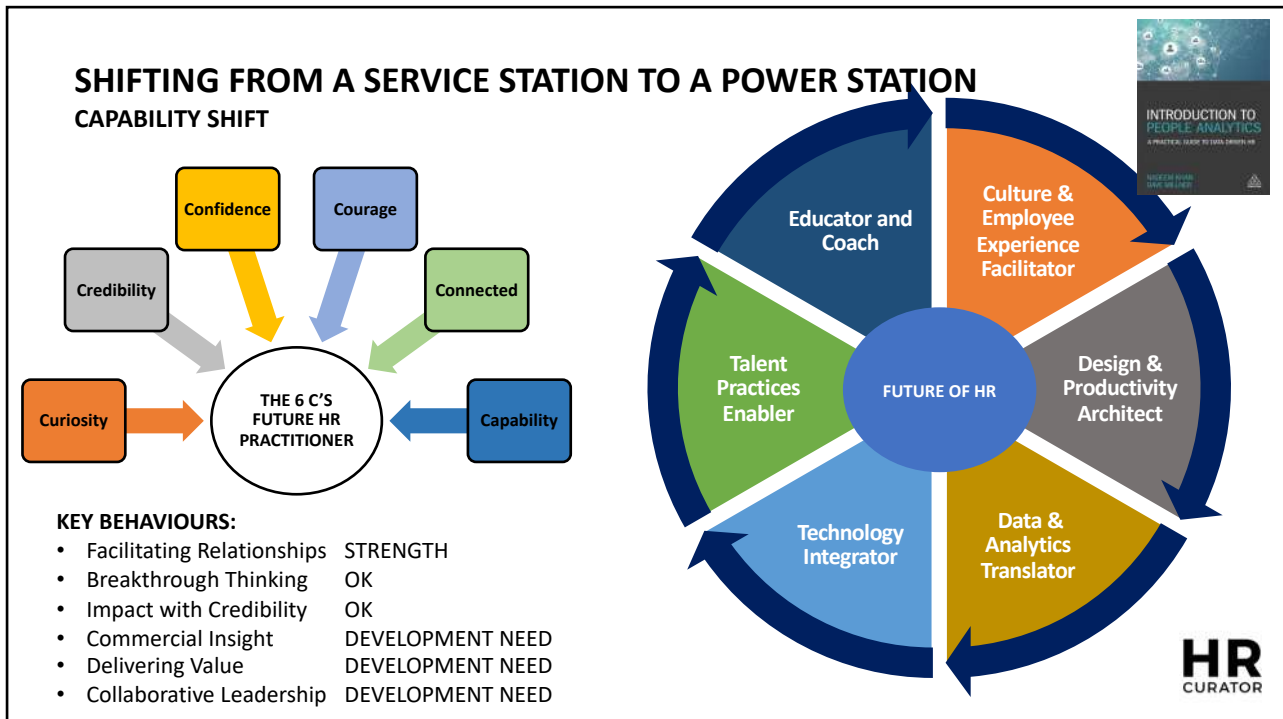 SHIFTING FROM A SERVICE STATION TO A POWER STATION
CAPABILITY SHIFT
Confidence
Courage
Credibility
Connected
Curiosity
Capability
THE 6 C’S
FUTURE HR
PRACTITIONER
KEY BEHAVIOURS:
• Facilitating Relationships STRENGTH
• Breakthrough Thinking OK
• Impact with Credibility OK
• Commercial Insight DEVELOPMENT NEED
• Delivering Value DEVELOPMENT NEED
• Collaborative Leadership DEVELOPMENT NEED
Educator and
Coach
Culture &
Employee
Experience
Facilitator
Talent
Practices
Enabler
FUTURE OF HR
Design &
Productivity
Architect
Technology
Integrator
Data &
Analytics
Translator
INTRODUCTION TO
PEOPLE ANALYTICS
A PRACTICAL GUIDE TO DATA-DRIVEN HR
NADEEM KHAN
DAVE MILLNER
HR
CURATOR